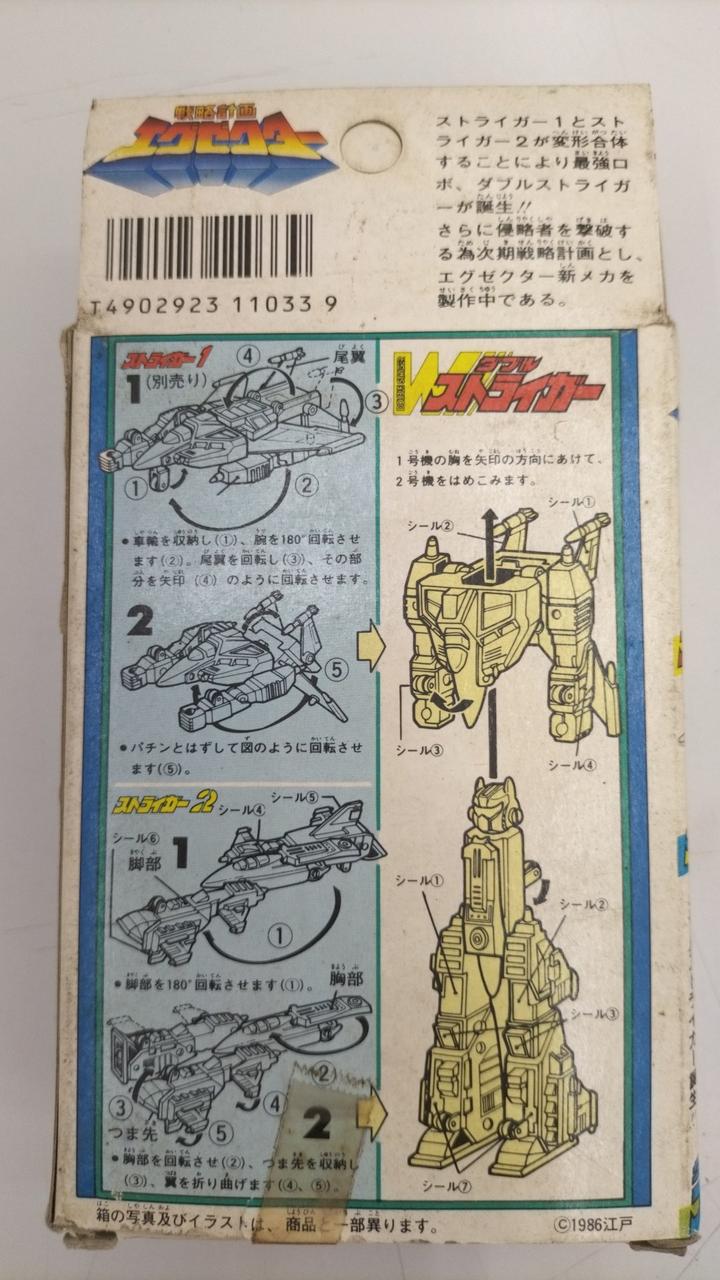 戦略計画
エグゼクター
T4902923 11033 9
ストライガー1とスト
ライガー2が変形合体
することにより最強ロ
ボ、ダブルストライガ
ーが誕生!!
さらに侵略者を撃破す
る為次期戦略計画とし、
エグゼクター新メカを
製作中である。
ストライガー1
1(別売り)
尾翼
④
③
①
②
●車輪を収納し(①)、腕を180°回転させ
ます(②)。尾翼を回転し(③)、その部
分を矢印(④)のように回転させます。
2
⑤
●パチンとはずして図のように回転させ
ます(⑤)。
ストライガー2
シール④
シール⑤
シール⑥
脚部
1
①
●脚部を180°回転させます(①)。
胸部
②
③
つま先
④
⑤
2
●胸部を回転させ(②)、つま先を収納し
(③)、翼を折り曲げます(④、⑤)。
W
ダブル
ストライガー
1号機の胸を矢印の方向にあけて、
2号機をはめこみます。
シール①
シール②
シール③
シール④
シール①
シール②
シール③
シール⑦
箱の写真及びイラストは、商品と一部異ります。
©1986江戸